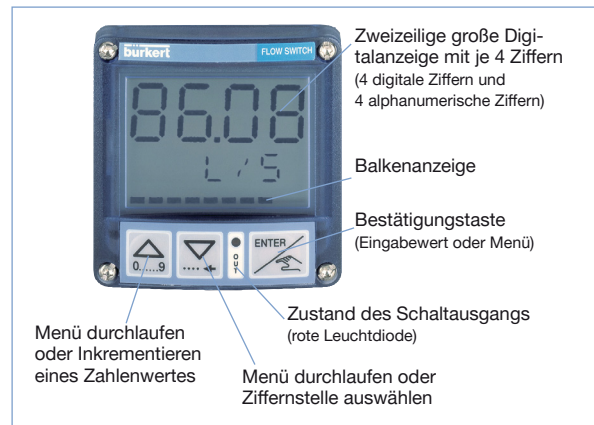 bürkert
FLOW SWITCH
86.08
L/S
0.....9
OUT
ENTER
Zweizeilige große Digi-
talanzeige mit je 4 Ziffern
(4 digitale Ziffern und
4 alphanumerische Ziffern)
Balkenanzeige
Bestätigungstaste
(Eingabewert oder Menü)
Zustand des Schaltausgangs
(rote Leuchtdiode)
Menü durchlaufen
oder Inkrementieren
eines Zahlenwertes
Menü durchlaufen oder
Ziffernstelle auswählen